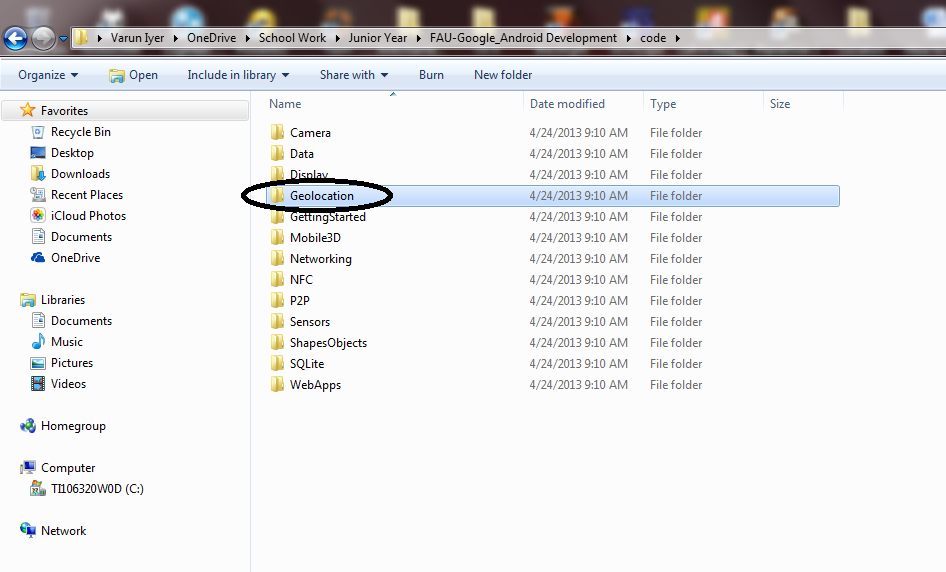 Varun Iyer OneDrive School Work Junior Year FAU-Google_Android Development code
Organize Open Include in library Share with Burn New folder
Favorites
Recycle Bin
Desktop
Downloads
Recent Places
iCloud Photos
Documents
OneDrive
Libraries
Documents
Music
Pictures
Videos
Homegroup
Computer
TI106320W0D (C:)
Network
Name Date modified Type Size
Camera 4/24/2013 9:10 AM File folder
Data 4/24/2013 9:10 AM File folder
Display 4/24/2013 9:10 AM File folder
Geolocation 4/24/2013 9:10 AM File folder
GettingStarted 4/24/2013 9:10 AM File folder
Mobile3D 4/24/2013 9:10 AM File folder
Networking 4/24/2013 9:10 AM File folder
NFC 4/24/2013 9:10 AM File folder
P2P 4/24/2013 9:10 AM File folder
Sensors 4/24/2013 9:10 AM File folder
ShapesObjects 4/24/2013 9:10 AM File folder
SQLite 4/24/2013 9:10 AM File folder
WebApps 4/24/2013 9:10 AM File folder